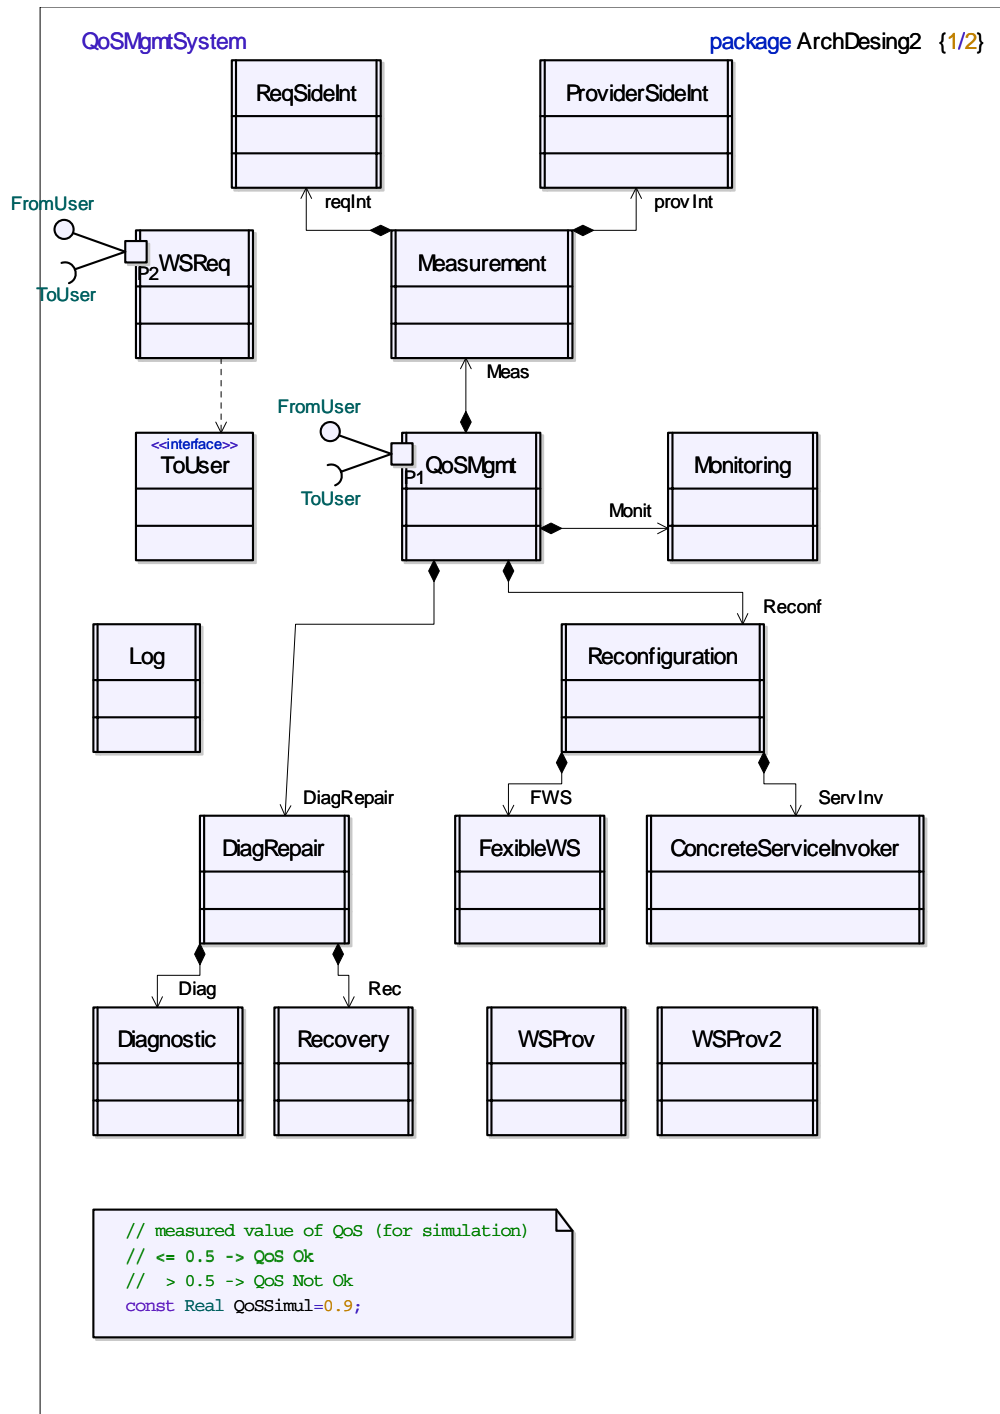 QoSMgmtSystem
package ArchDesing2 {1/2}
ReqSideInt
ProviderSideInt
reqInt
provInt
FromUser
P2
WSReq
ToUser
Measurement
Meas
FromUser
<<interface>>
ToUser
P1
QoSMgmt
ToUser
Monitoring
Monit
Reconf
Log
Reconfiguration
DiagRepair
FWS
ServInv
DiagRepair
FexibleWS
ConcreteServiceInvoker
Diag
Rec
Diagnostic
Recovery
WSProv
WSProv2
// measured value of QoS (for simulation)
// <= 0.5 -> QoS Ok
// > 0.5 -> QoS Not Ok
const Real QoSSimul=0.9;